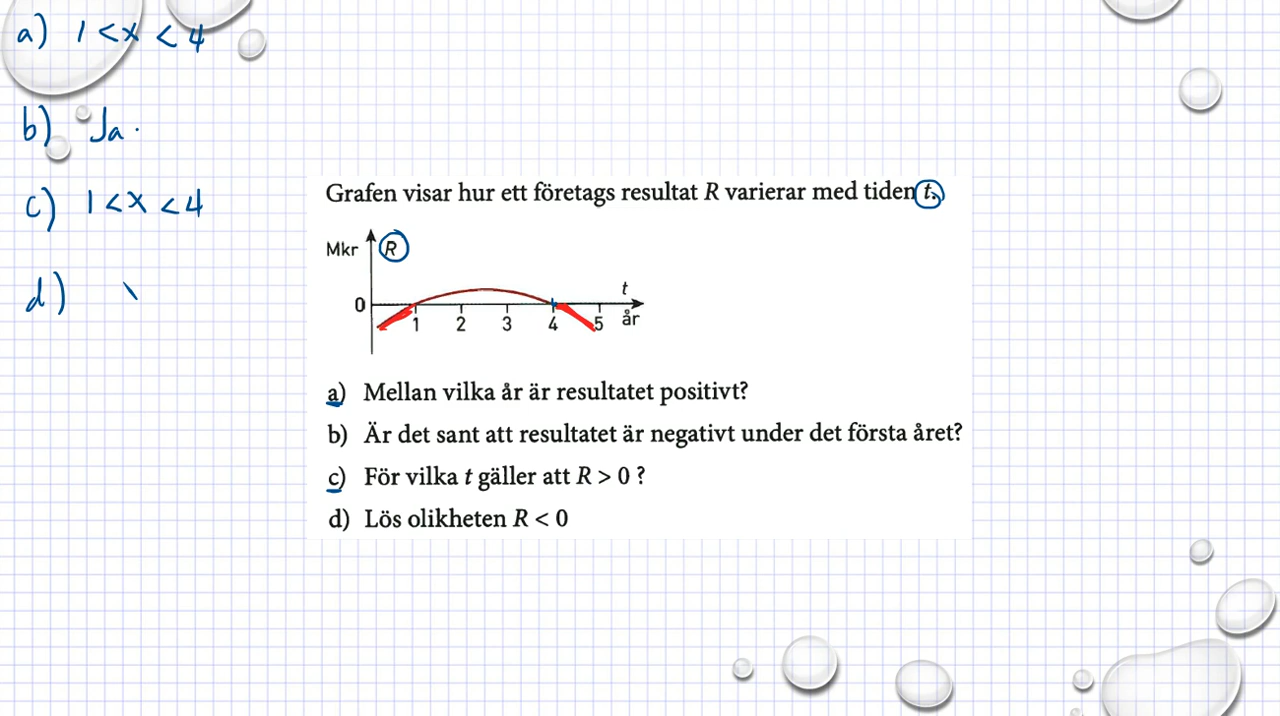 a) 1 < x < 4
b) Ja.
c) 1 < x < 4
d)
Grafen visar hur ett företags resultat R varierar med tiden t.
Mkr R
t
0
1 2 3 4 5 år
a) Mellan vilka år är resultatet positivt?
b) Är det sant att resultatet är negativt under det första året?
c) För vilka t gäller att R > 0 ?
d) Lös olikheten R < 0